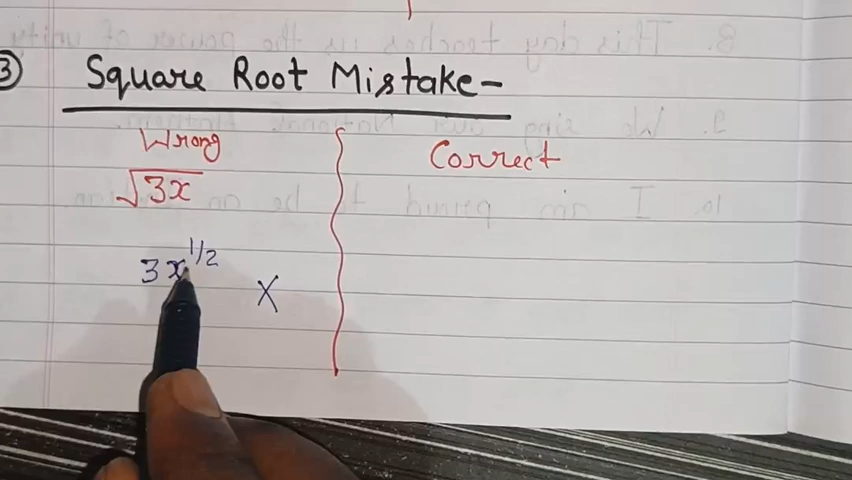 ③ Square Root Mistake-
Wrong
Correct
√3x
3x^1/2 X